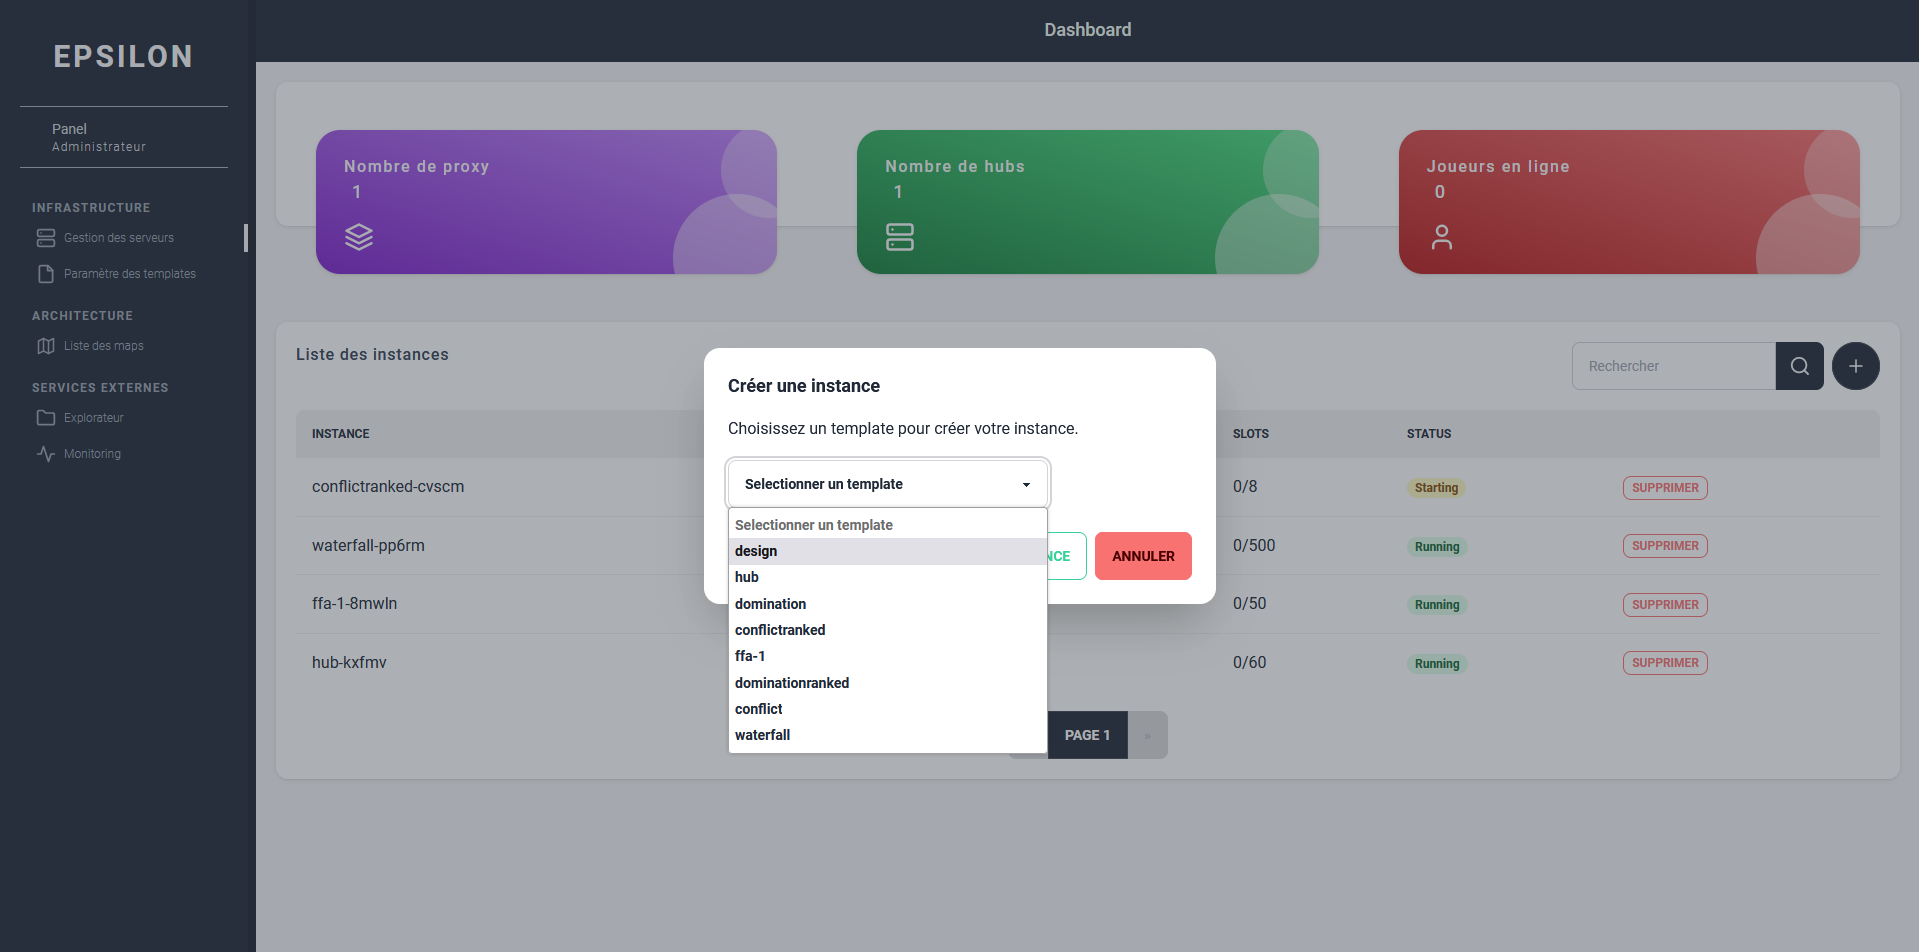 EPSILON
Panel
Administrateur
INFRASTRUCTURE
Gestion des serveurs
Paramètre des templates
ARCHITECTURE
Liste des maps
SERVICES EXTERNES
Explorateur
Monitoring
Dashboard
Nombre de proxy
1
Nombre de hubs
1
Joueurs en ligne
0
Liste des instances
Rechercher
INSTANCE
SLOTS
STATUS
conflictranked-cvscm
0/8
Starting
SUPPRIMER
waterfall-pp6rm
0/500
Running
SUPPRIMER
ffa-1-8mwln
0/50
Running
SUPPRIMER
hub-kxfmv
0/60
Running
SUPPRIMER
PAGE 1
»
Créer une instance
Choisissez un template pour créer votre instance.
Selectionner un template
Selectionner un template
design
hub
domination
conflictranked
ffa-1
dominationranked
conflict
waterfall
NCE
ANNULER